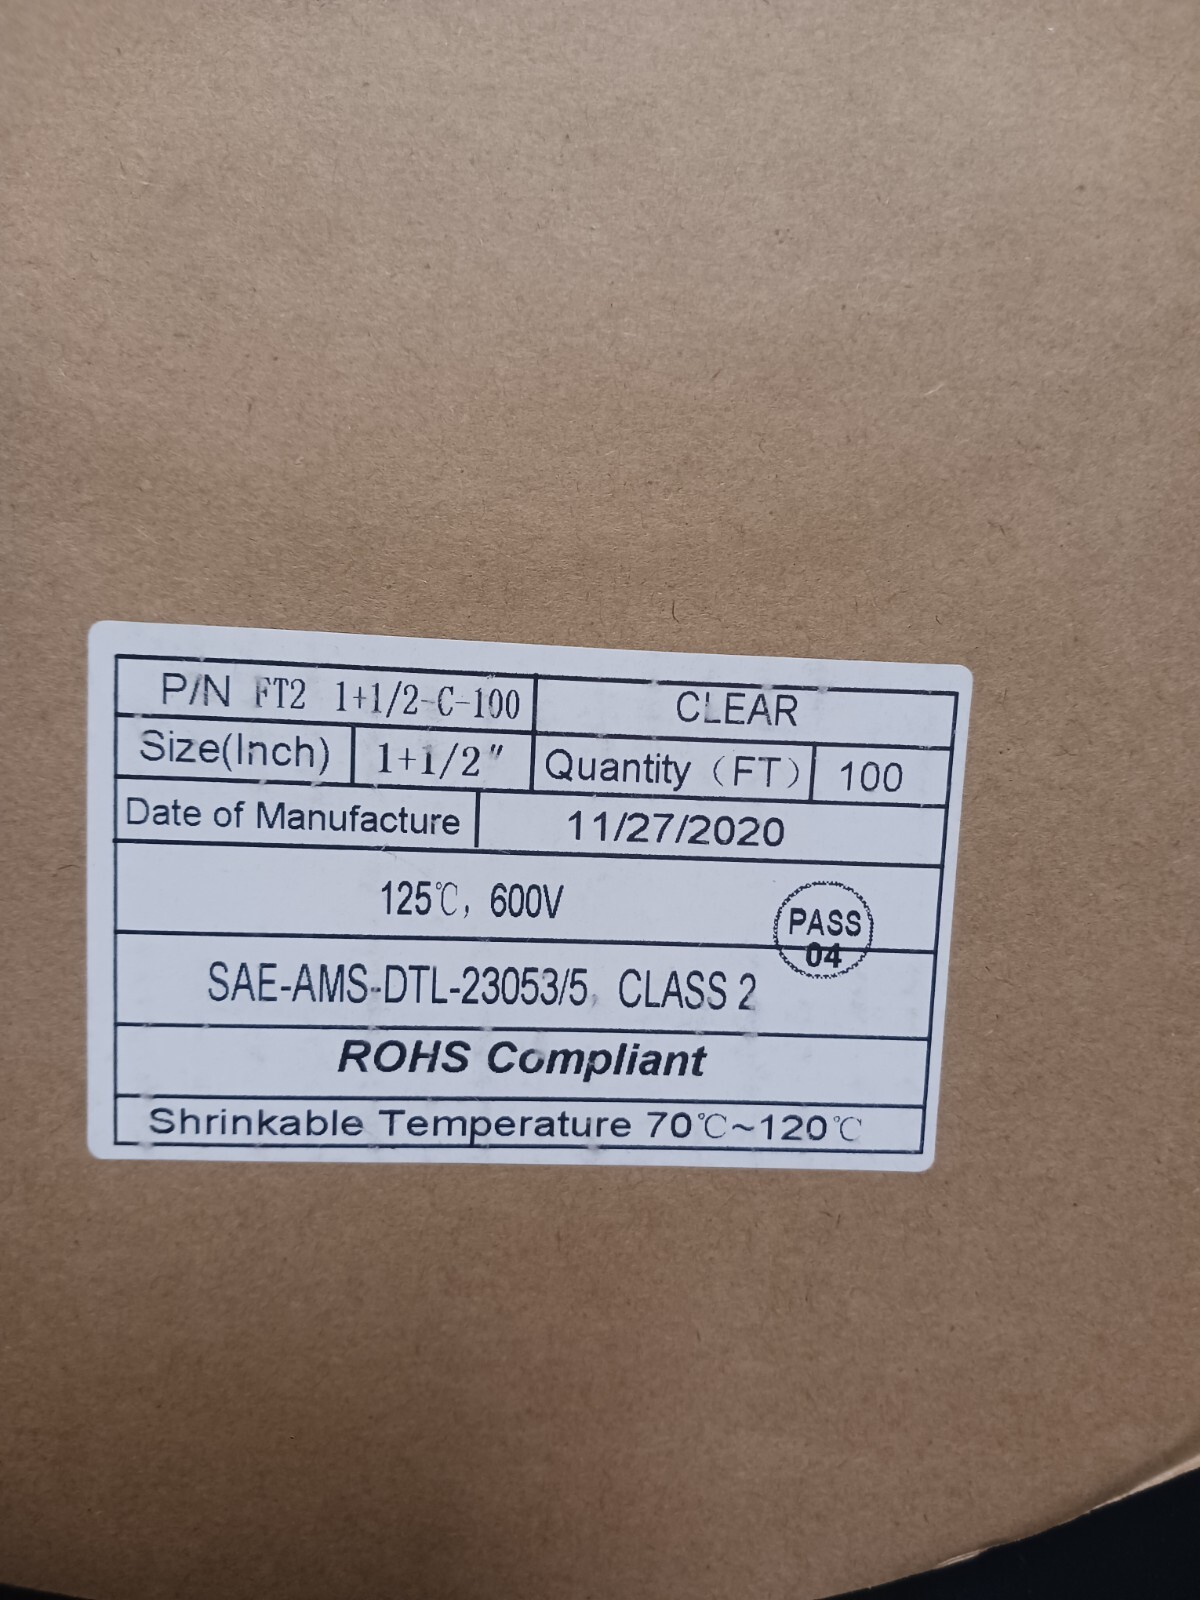 P/N FT2 1+1/2-C-100 CLEAR
Size(Inch) 1+1/2" Quantity（FT） 100
Date of Manufacture 11/27/2020
125℃, 600V
PASS
04
SAE-AMS-DTL-23053/5, CLASS 2
ROHS Compliant
Shrinkable Temperature 70℃~120℃